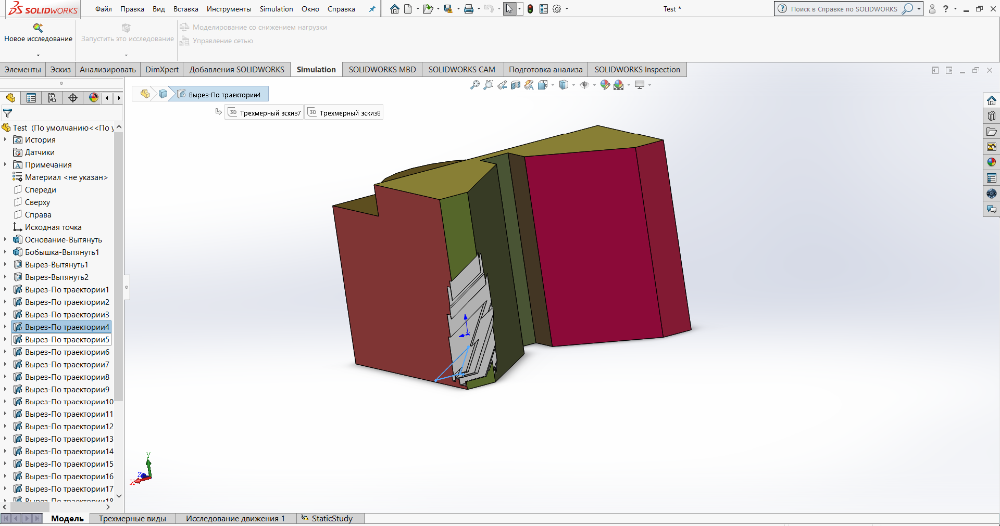 SOLIDWORKS
Файл Правка Вид Вставка Инструменты Simulation Окно Справка
Test *
Поиск в Справке по SOLIDWORKS
Новое исследование
Запустить это исследование
Моделирование со снижением нагрузки
Управление сетью
Элементы Эскиз Анализировать DimXpert Добавления SOLIDWORKS Simulation SOLIDWORKS MBD SOLIDWORKS CAM Подготовка анализа SOLIDWORKS Inspection
Вырез-По траектории4
3D Трехмерный эскиз7 3D Трехмерный эскиз8
Test (По умолчанию<<По у
История
Датчики
Примечания
Материал <не указан>
Спереди
Сверху
Справа
Исходная точка
Основание-Вытянуть
Бобышка-Вытянуть1
Вырез-Вытянуть1
Вырез-Вытянуть2
Вырез-По траектории1
Вырез-По траектории2
Вырез-По траектории3
Вырез-По траектории4
Вырез-По траектории5
Вырез-По траектории6
Вырез-По траектории7
Вырез-По траектории8
Вырез-По траектории9
Вырез-По траектории10
Вырез-По траектории11
Вырез-По траектории12
Вырез-По траектории13
Вырез-По траектории14
Вырез-По траектории15
Вырез-По траектории16
Вырез-По траектории17
Вырез-По траектории18
Y
Z
X
Модель Трехмерные виды Исследование движения 1 StaticStudy